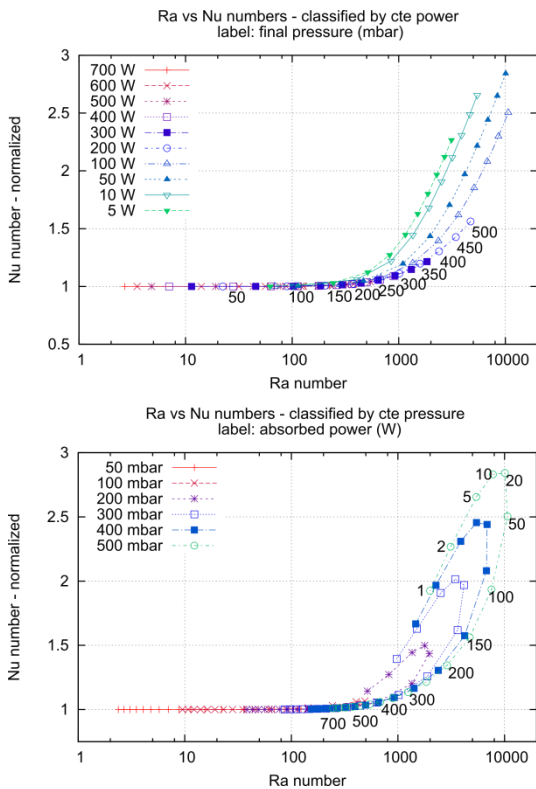 Ra vs Nu numbers - classified by cte power
label: final pressure (mbar)
3
2.5
2
1.5
1
0.5
Nu number - normalized
700 W
600 W
500 W
400 W
300 W
200 W
100 W
50 W
10 W
5 W
50
100
150
200
250
300
350
400
450
500
1
10
100
1000
10000
Ra number
Ra vs Nu numbers - classified by cte pressure
label: absorbed power (W)
3
2.5
2
1.5
1
0.5
Nu number - normalized
50 mbar
100 mbar
200 mbar
300 mbar
400 mbar
500 mbar
10
20
5
50
2
1
100
150
200
300
400
500
700
1
10
100
1000
10000
Ra number